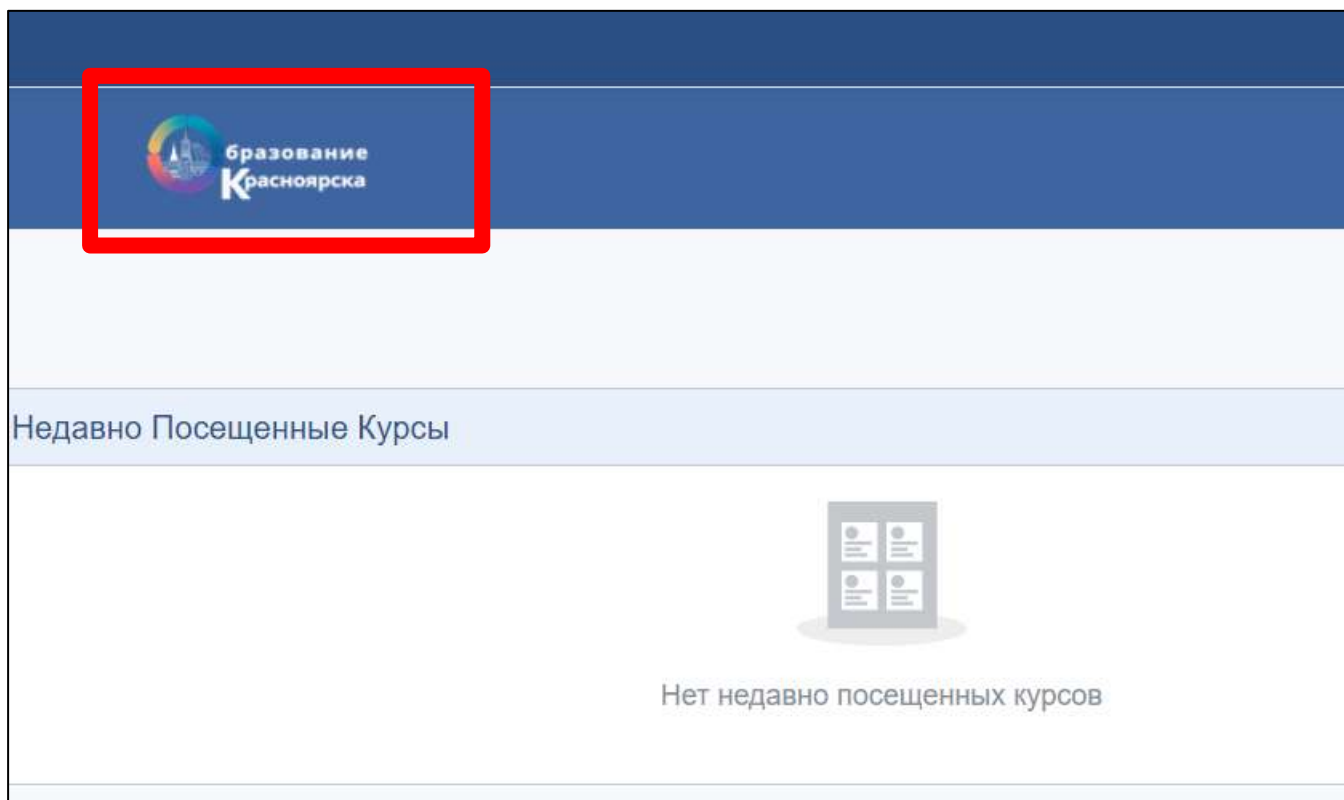 бразование
Красноярска
Недавно Посещенные Курсы
Нет недавно посещенных курсов